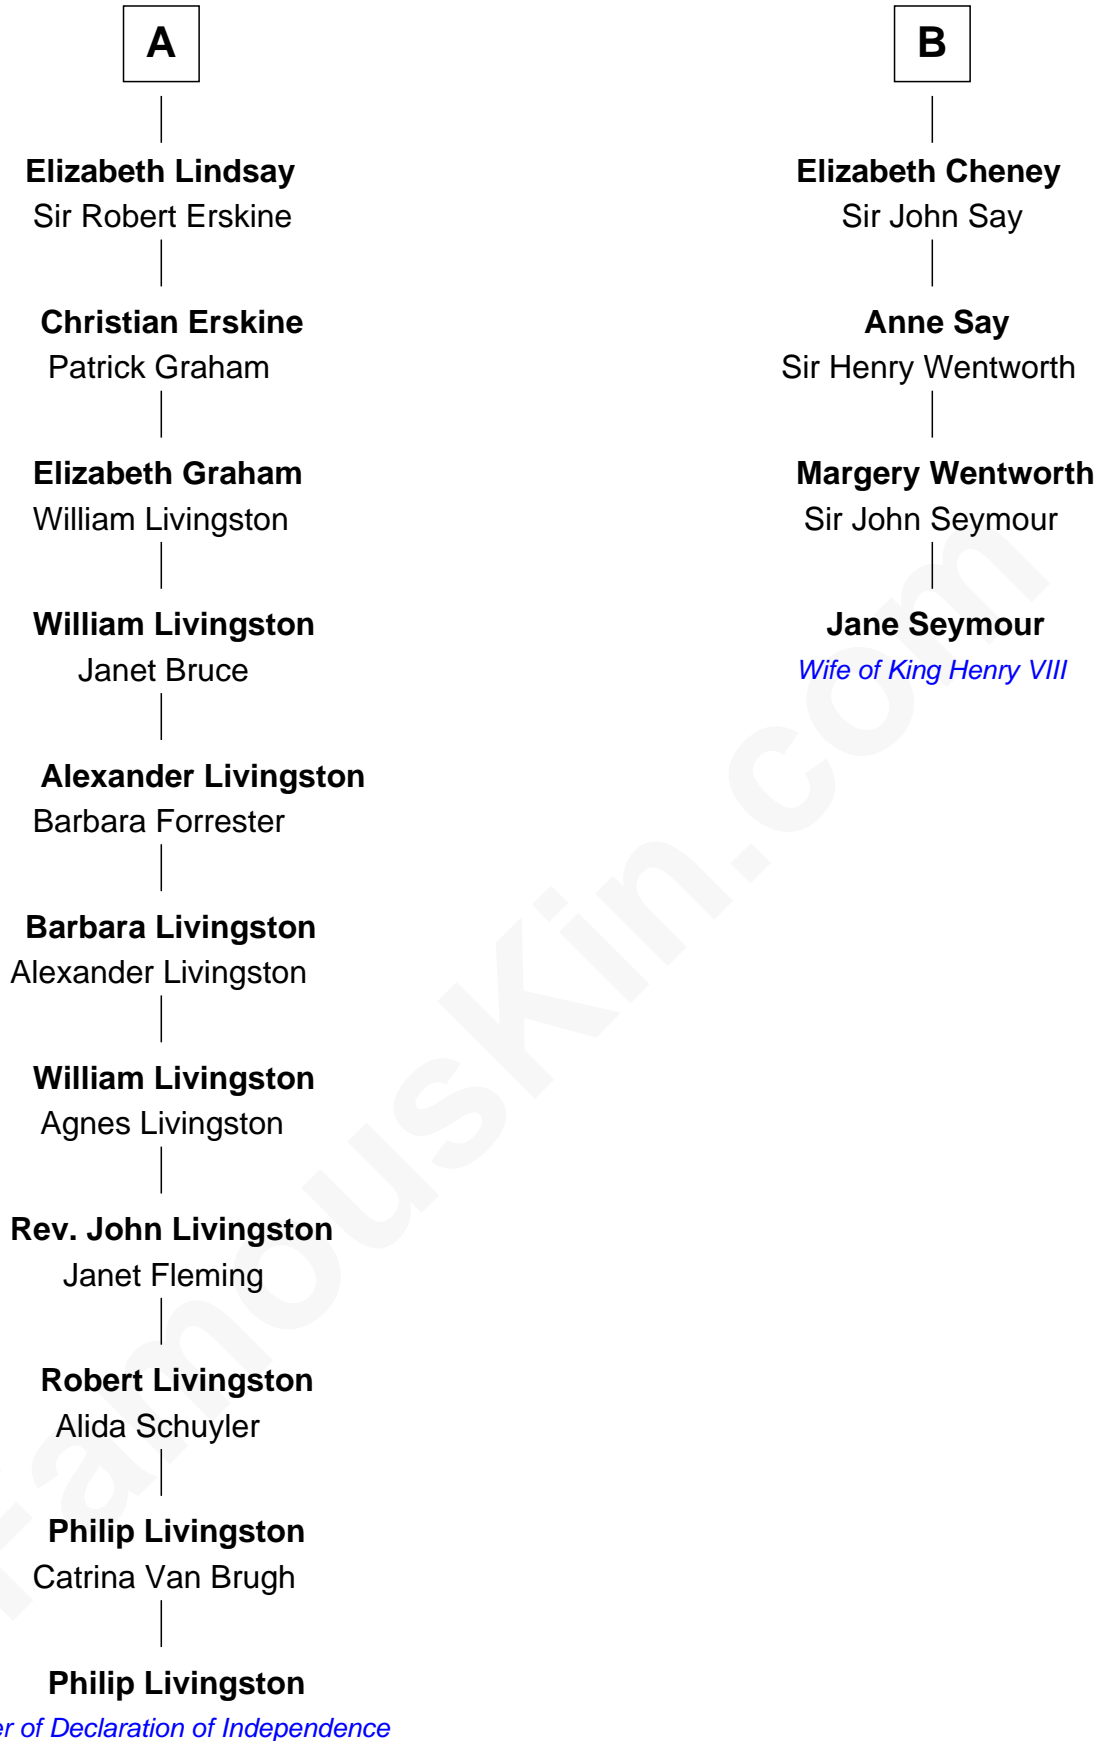 A
Elizabeth Lindsay
Sir Robert Erskine
Christian Erskine
Patrick Graham
Elizabeth Graham
William Livingston
William Livingston
Janet Bruce
Alexander Livingston
Barbara Forrester
Barbara Livingston
Alexander Livingston
William Livingston
Agnes Livingston
Rev. John Livingston
Janet Fleming
Robert Livingston
Alida Schuyler
Philip Livingston
Catrina Van Brugh
Philip Livingston
er of Declaration of Independence
B
Elizabeth Cheney
Sir John Say
Anne Say
Sir Henry Wentworth
Margery Wentworth
Sir John Seymour
Jane Seymour
Wife of King Henry VIII
FamousKin.com